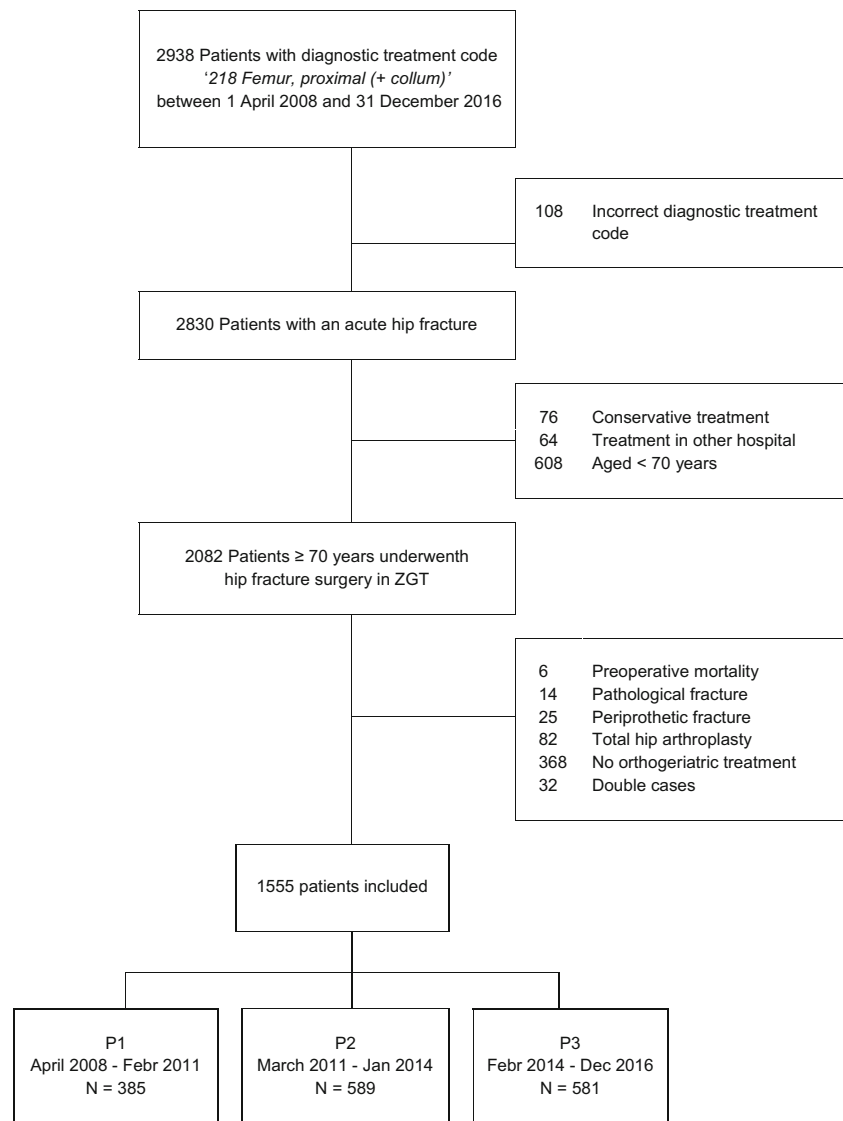 2938 Patients with diagnostic treatment code
‘218 Femur, proximal (+ collum)’
between 1 April 2008 and 31 December 2016
108 Incorrect diagnostic treatment
code
2830 Patients with an acute hip fracture
76 Conservative treatment
64 Treatment in other hospital
608 Aged < 70 years
2082 Patients ≥ 70 years underwenth
hip fracture surgery in ZGT
6 Preoperative mortality
14 Pathological fracture
25 Periprothetic fracture
82 Total hip arthroplasty
368 No orthogeriatric treatment
32 Double cases
1555 patients included
P1
April 2008 - Febr 2011
N = 385
P2
March 2011 - Jan 2014
N = 589
P3
Febr 2014 - Dec 2016
N = 581